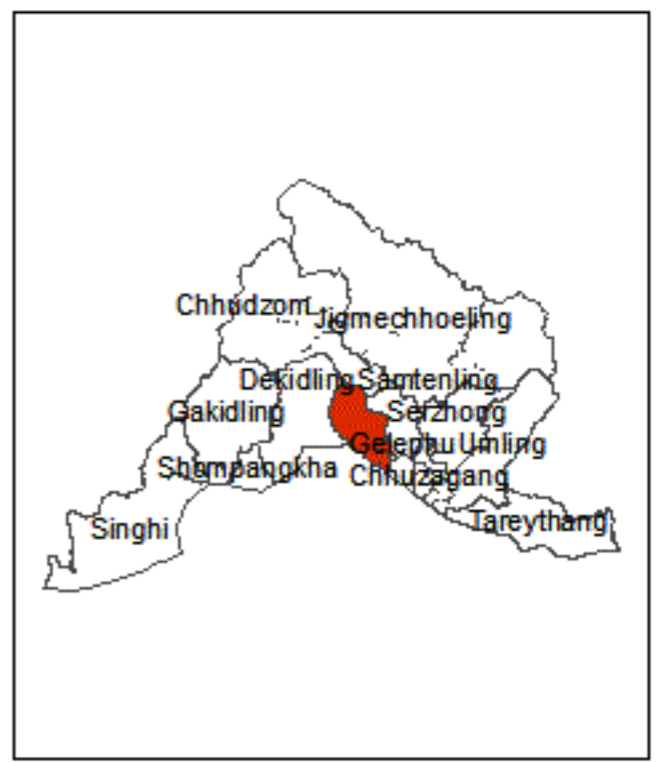 Chhudzom
Jigmechhoeling
Dekidling
Samtenling
Gakidling
Serzhong
Gelephu
Umling
Shompangkha
Chhuzagang
Singhi
Tareythang